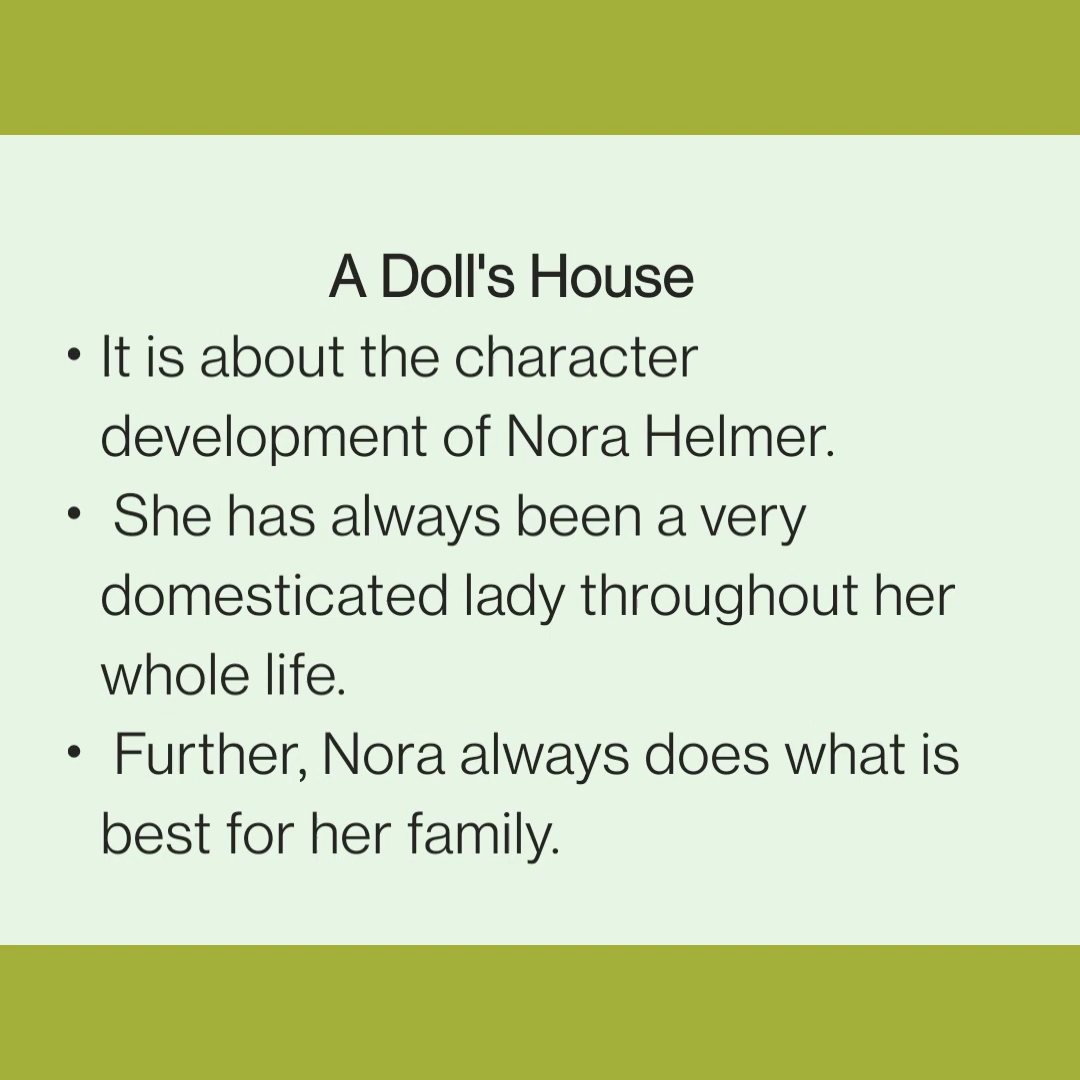 A Doll's House
• It is about the character
development of Nora Helmer.
• She has always been a very
domesticated lady throughout her
whole life.
• Further, Nora always does what is
best for her family.